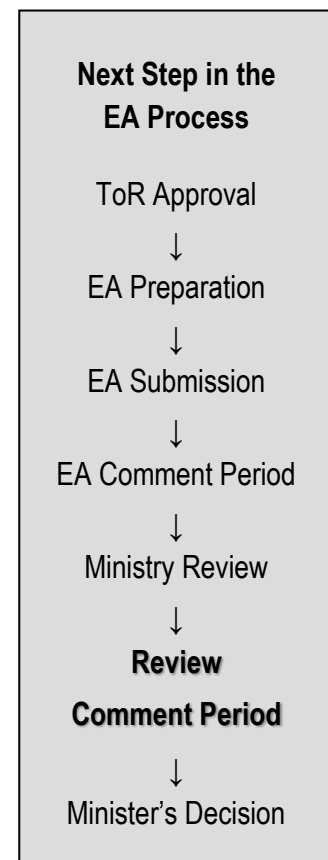 Next Step in the
EA Process
ToR Approval
↓
EA Preparation
↓
EA Submission
↓
EA Comment Period
↓
Ministry Review
↓
Review
Comment Period
↓
Minister’s Decision